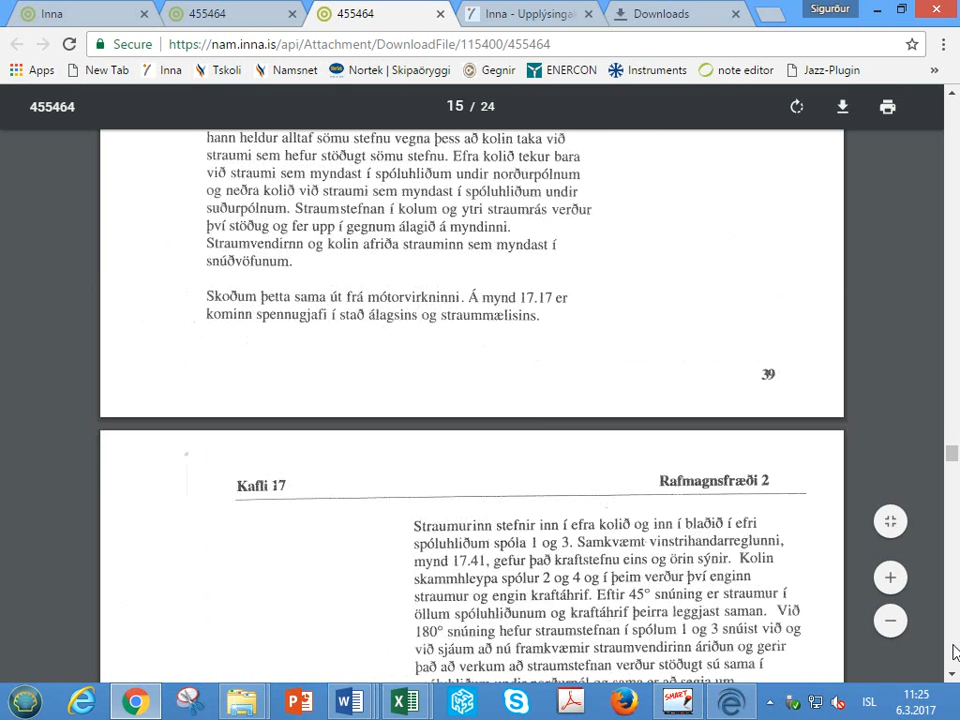 Inna
455464
455464
Inna - Upplýsinga
Downloads
Sigurður
Secure
https://nam.inna.is/api/Attachment/DownloadFile/115400/455464
Apps
New Tab
Inna
Tskoli
Namsnet
Nortek | Skipaöryggi
Gegnir
ENERCON
Instruments
note editor
Jazz-Plugin
»
455464
15 / 24
hann heldur alltaf sömu stefnu vegna þess að kolin taka við
straumi sem hefur stöðugt sömu stefnu. Efra kolið tekur bara
við straumi sem myndast í spóluhliðum undir norðurpólnum
og neðra kolið við straumi sem myndast í spóluhliðum undir
suðurpólnum. Straumstefnan í kolum og ytri straumrás verður
því stöðug og fer upp í gegnum álagið á myndinni.
Straumvendirnn og kolin afriða strauminn sem myndast í
snúðvöfunum.
Skoðum þetta sama út frá mótorvirkninni. Á mynd 17.17 er
kominn spennugjafi í stað álagsins og straummælisins.
39
Kafli 17
Rafmagnsfræði 2
Straumurinn stefnir inn í efra kolið og inn í blaðið í efri
spóluhliðum spóla 1 og 3. Samkvæmt vinstrihandarreglunni,
mynd 17.41, gefur það kraftstefnu eins og örin sýnir. Kolin
skammhleypa spólur 2 og 4 og í þeim verður því enginn
straumur og engin kraftáhrif. Eftir 45° snúning er straumur í
öllum spóluhliðunum og kraftáhrif þeirra leggjast saman. Við
180° snúning hefur straumstefnan í spólum 1 og 3 snúist við og
við sjáum að nú framkvæmir straumvendirinn áriðun og gerir
það að verkum að straumstefnan verður stöðugt sú sama í
ISL
11:25
6.3.2017